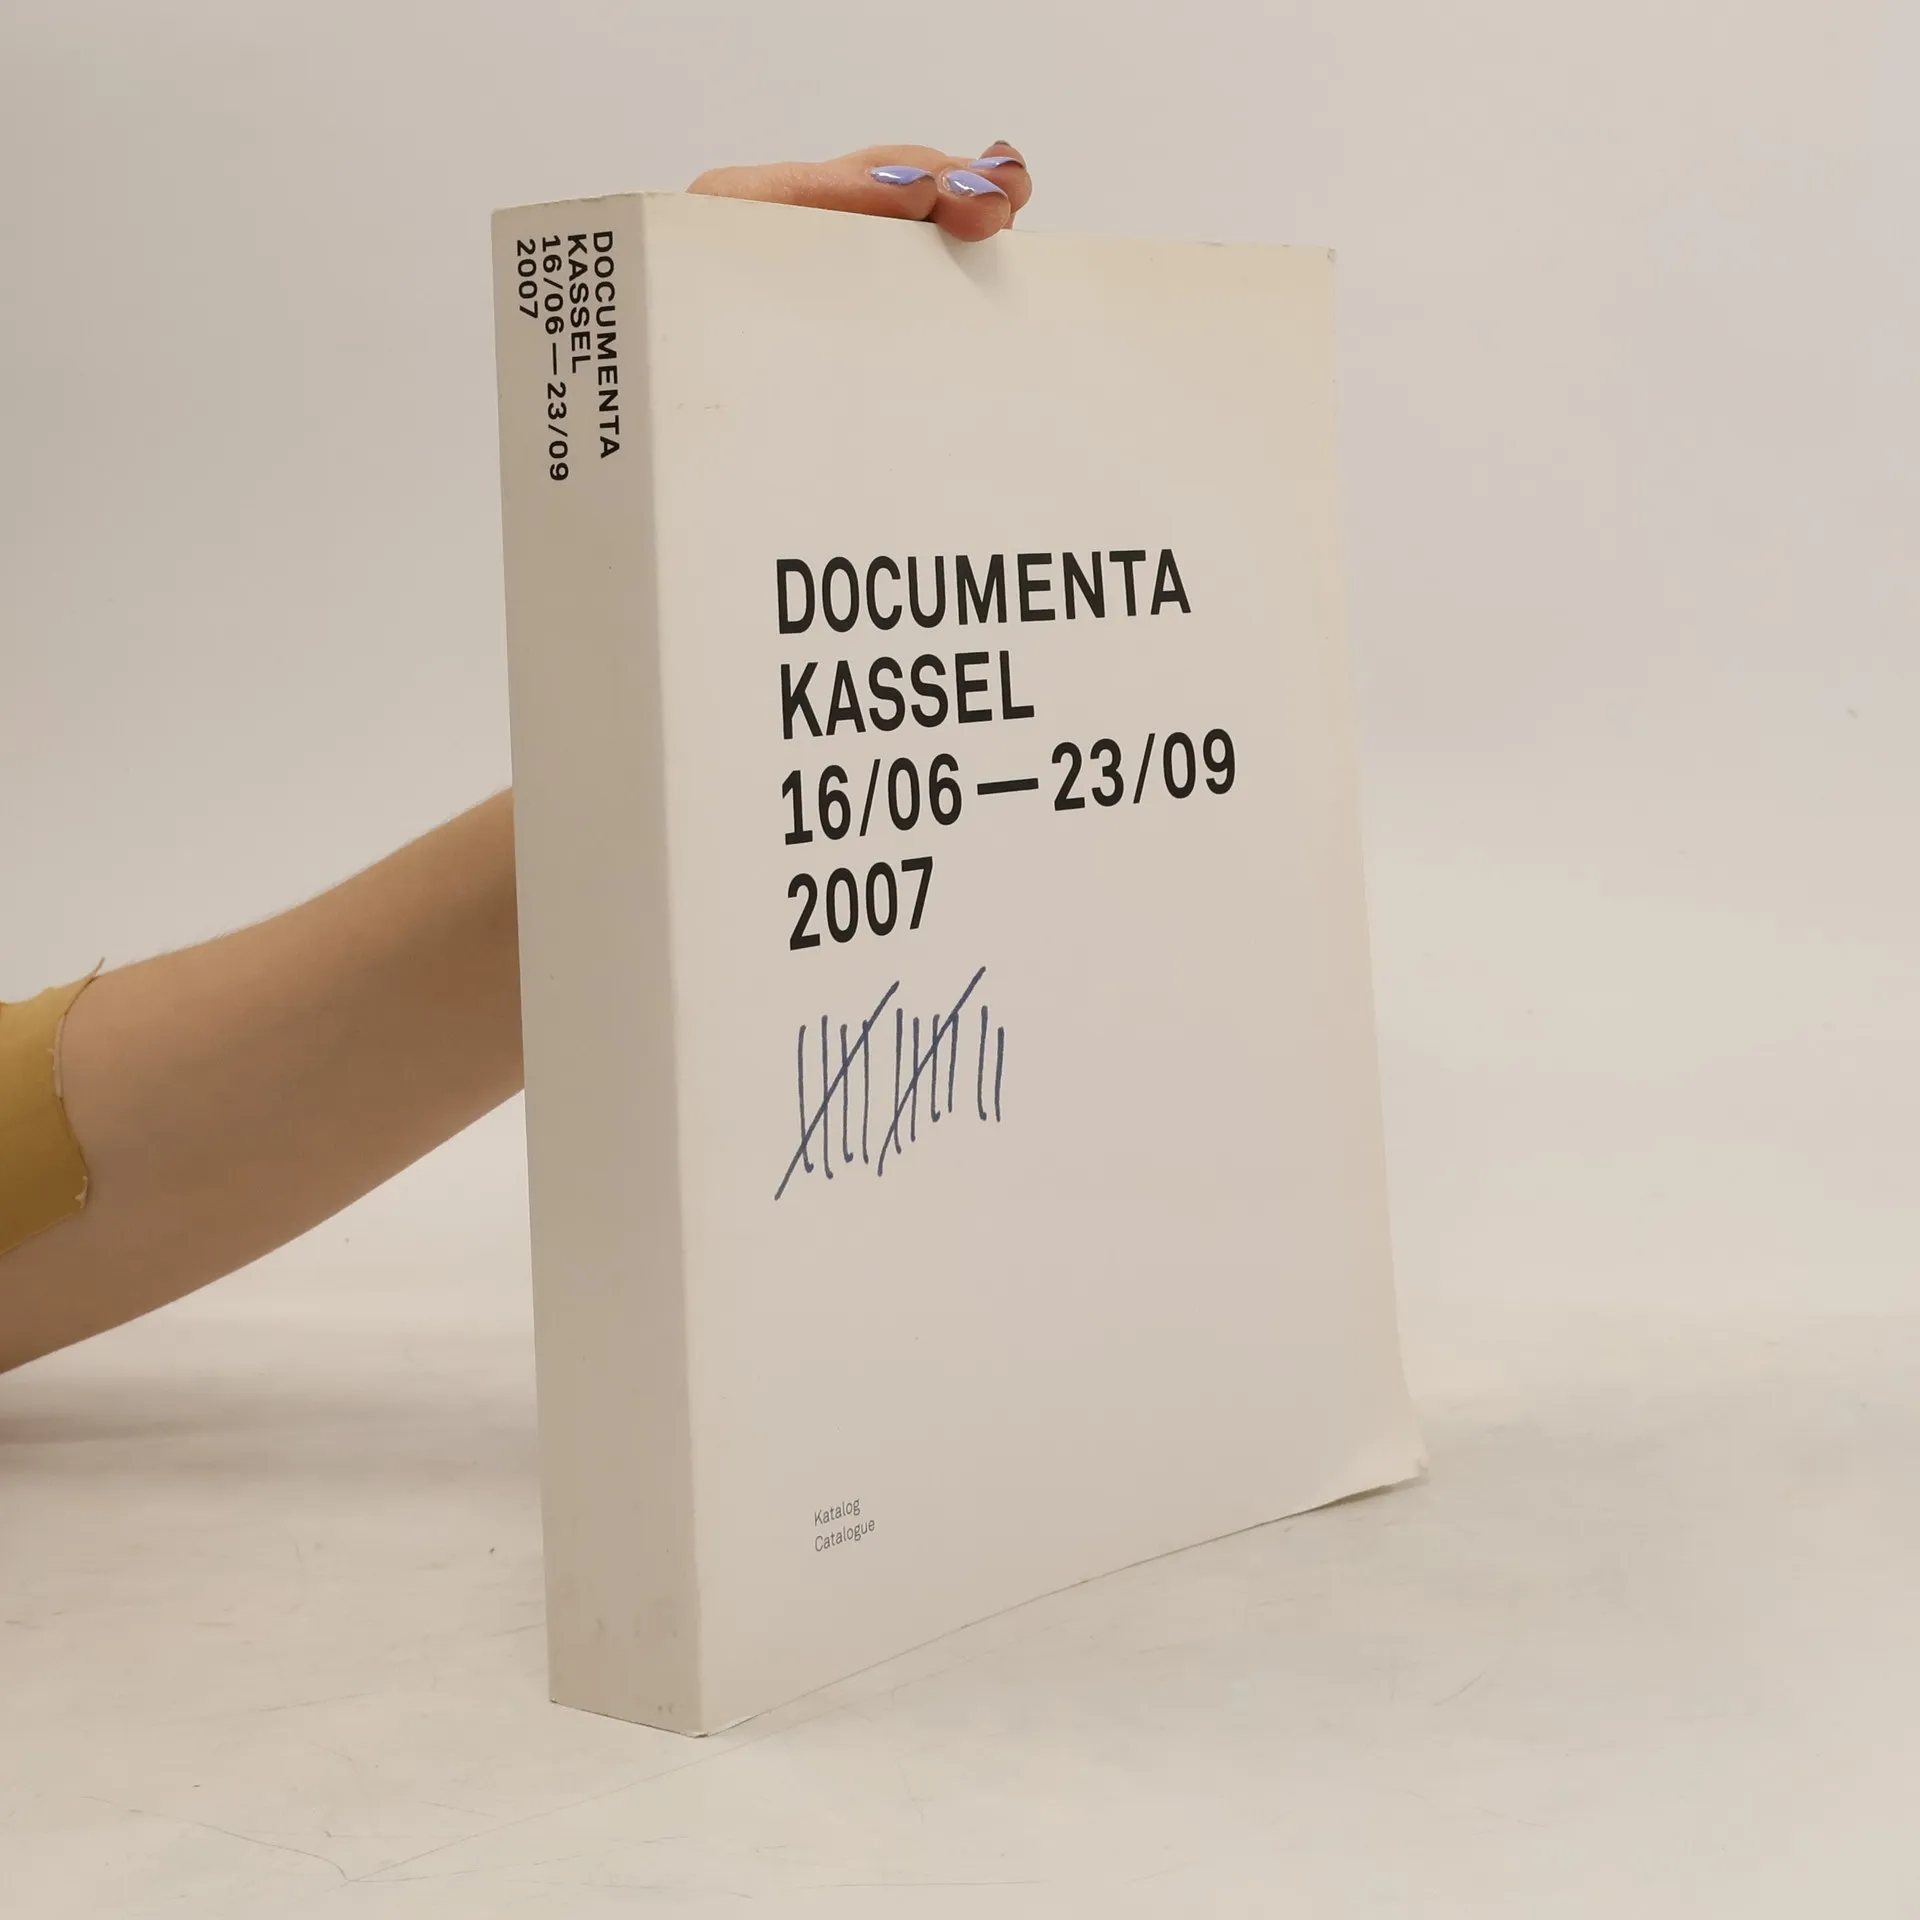 DOCUMENTA
KASSEL
16/06—23/09
2007
DOCUMENTA
KASSEL
16/06—23/09
2007
Katalog
Catalogue